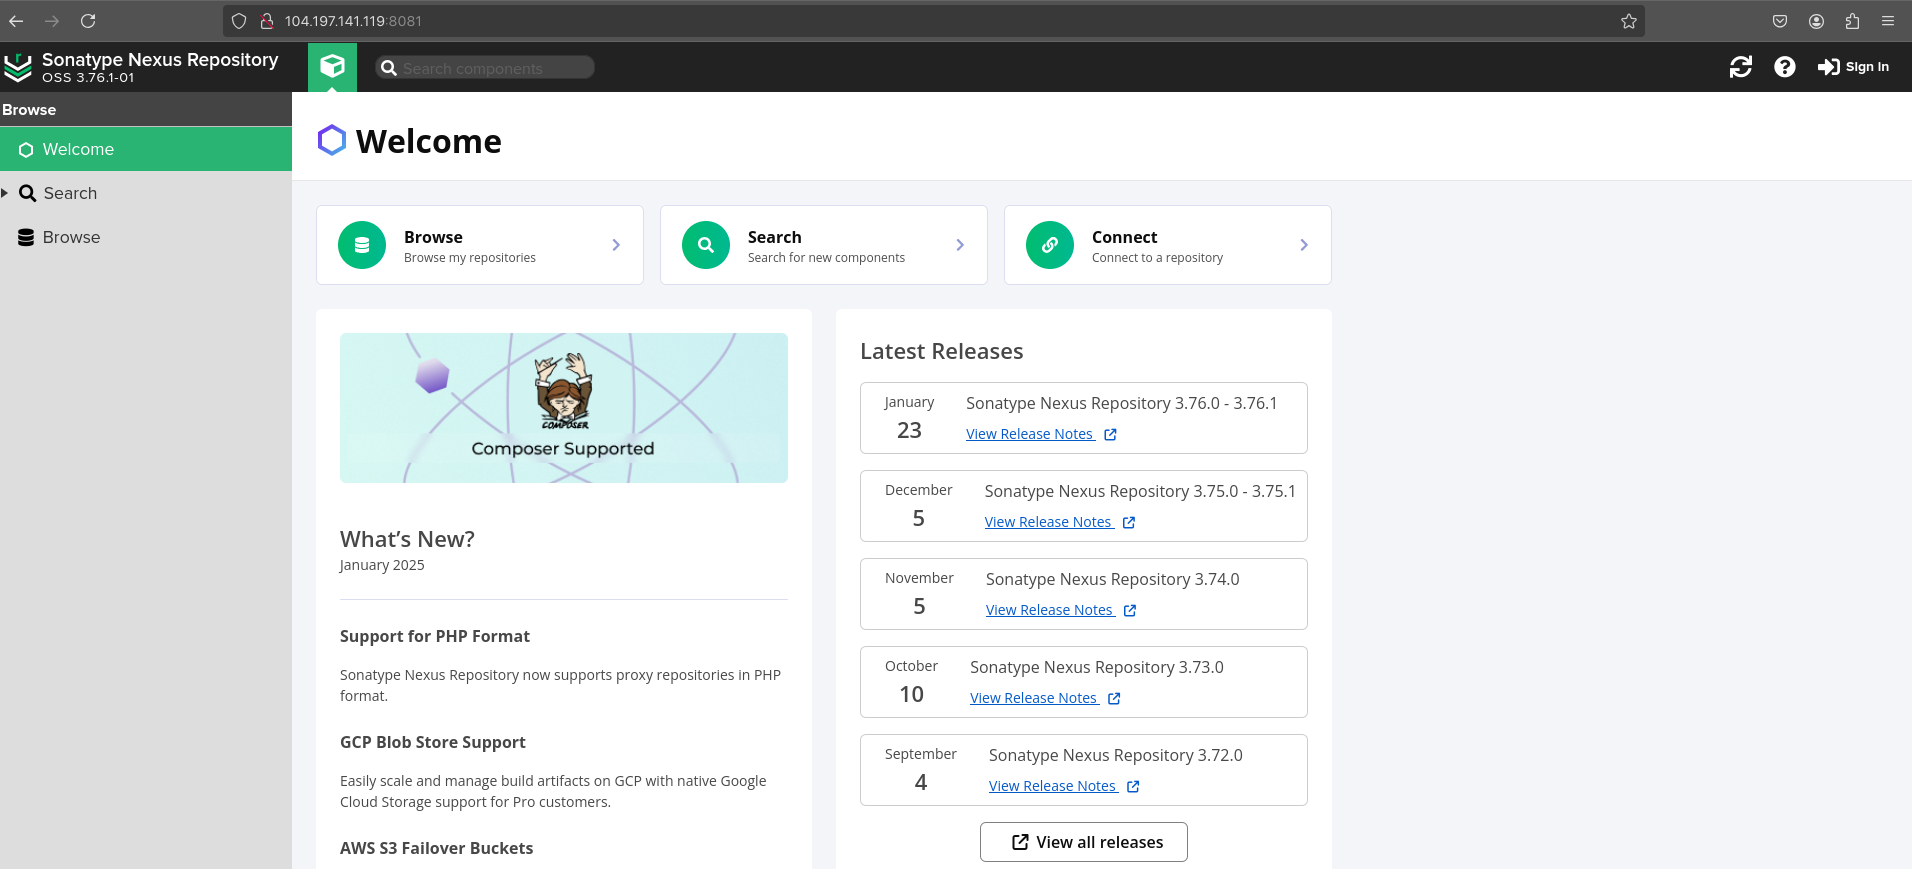 104.197.141.119:8081
Sonatype Nexus Repository
OSS 3.76.1-01
Search components
Sign in
Browse
Welcome
Search
Browse
Welcome
Browse
Browse my repositories
Search
Search for new components
Connect
Connect to a repository
COMPOSER
Composer Supported
What's New?
January 2025
Support for PHP Format
Sonatype Nexus Repository now supports proxy repositories in PHP
format.
GCP Blob Store Support
Easily scale and manage build artifacts on GCP with native Google
Cloud Storage support for Pro customers.
AWS S3 Failover Buckets
Latest Releases
January
23
Sonatype Nexus Repository 3.76.0 - 3.76.1
View Release Notes
December
5
Sonatype Nexus Repository 3.75.0 - 3.75.1
View Release Notes
November
5
Sonatype Nexus Repository 3.74.0
View Release Notes
October
10
Sonatype Nexus Repository 3.73.0
View Release Notes
September
4
Sonatype Nexus Repository 3.72.0
View Release Notes
View all releases